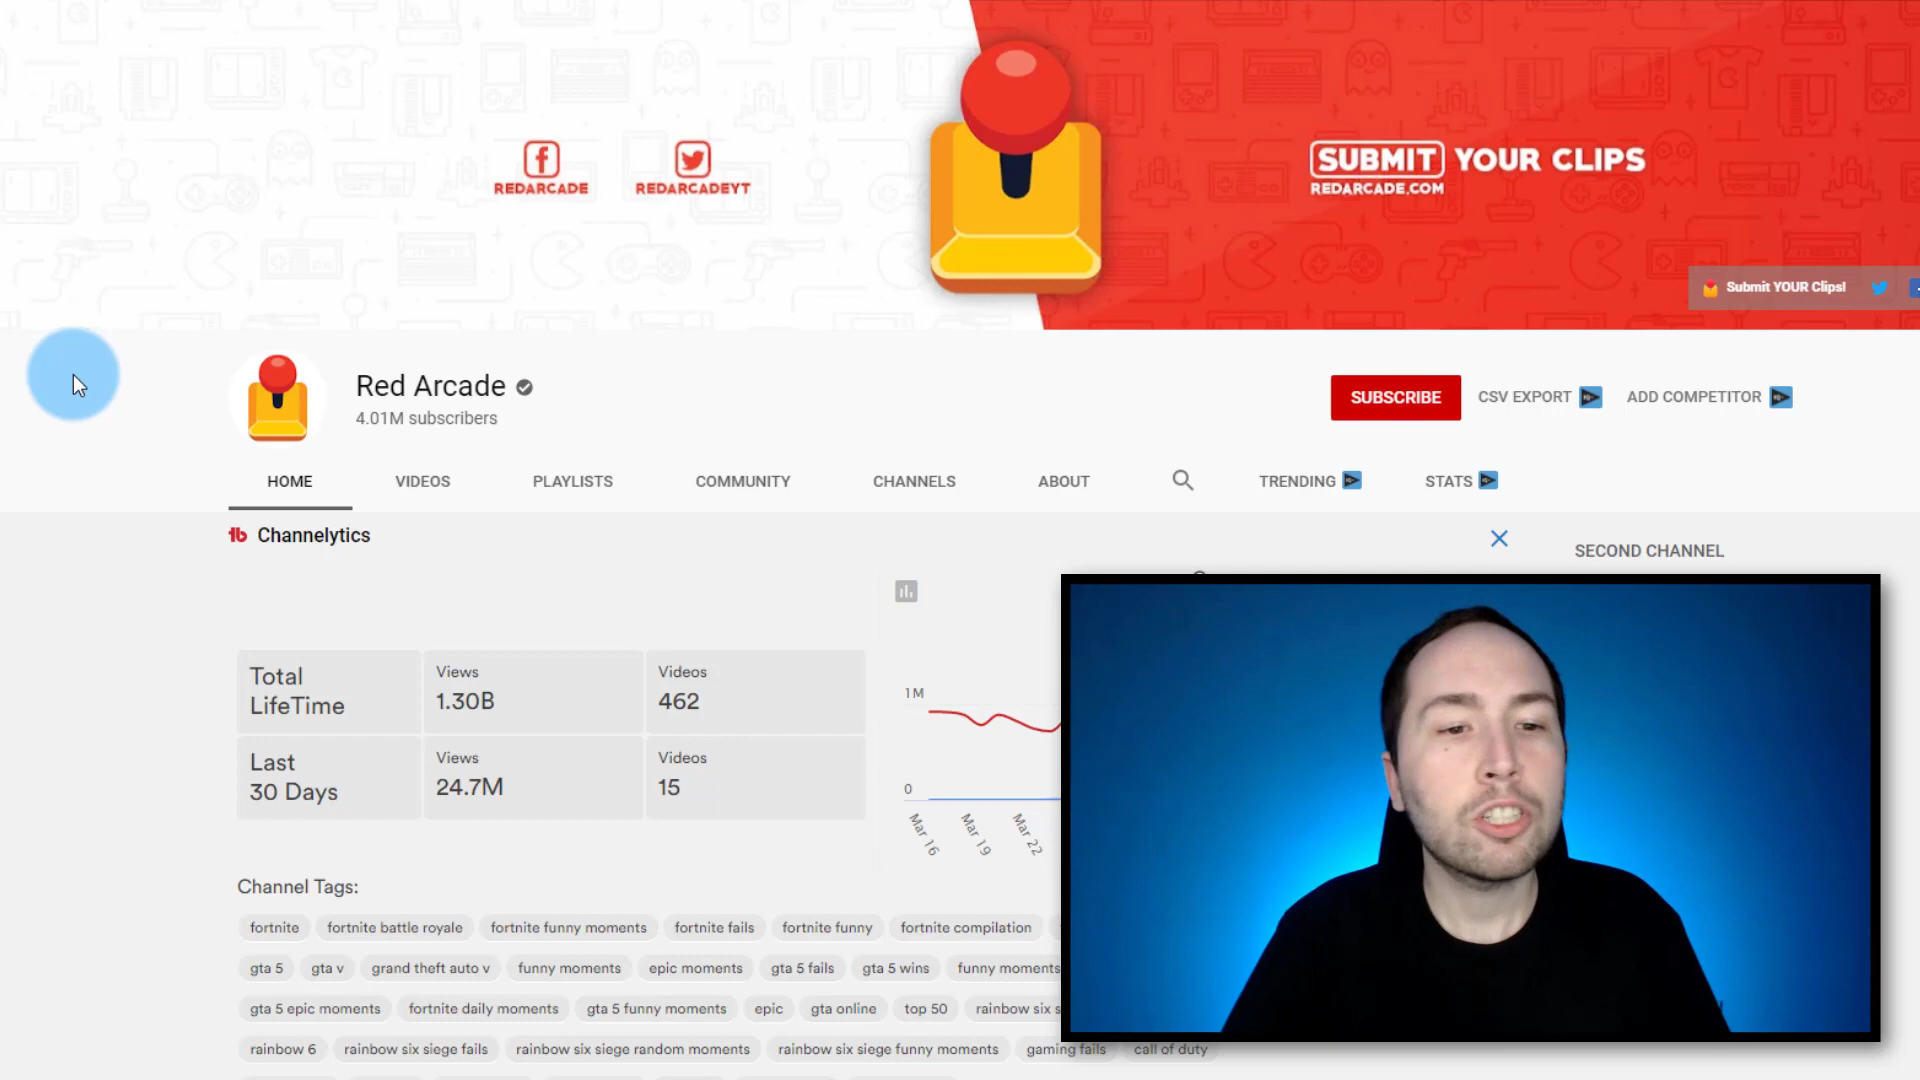 REDARCADE
REDARCADEYT
SUBMIT YOUR CLIPS
REDARCADE.COM
Submit YOUR Clips!
Red Arcade
4.01M subscribers
SUBSCRIBE
CSV EXPORT
ADD COMPETITOR
HOME
VIDEOS
PLAYLISTS
COMMUNITY
CHANNELS
ABOUT
TRENDING
STATS
Channelytics
SECOND CHANNEL
Total
LifeTime
Views
1.30B
Videos
462
Last
30 Days
Views
24.7M
Videos
15
1M
0
Mar 16
Mar 19
Mar 22
Channel Tags:
fortnite fortnite battle royale fortnite funny moments fortnite fails fortnite funny fortnite compilation
gta 5 gta v grand theft auto v funny moments epic moments gta 5 fails gta 5 wins funny moments
gta 5 epic moments fortnite daily moments gta 5 funny moments epic gta online top 50 rainbow six s
rainbow 6 rainbow six siege fails rainbow six siege random moments rainbow six siege funny moments gaming fails call of duty